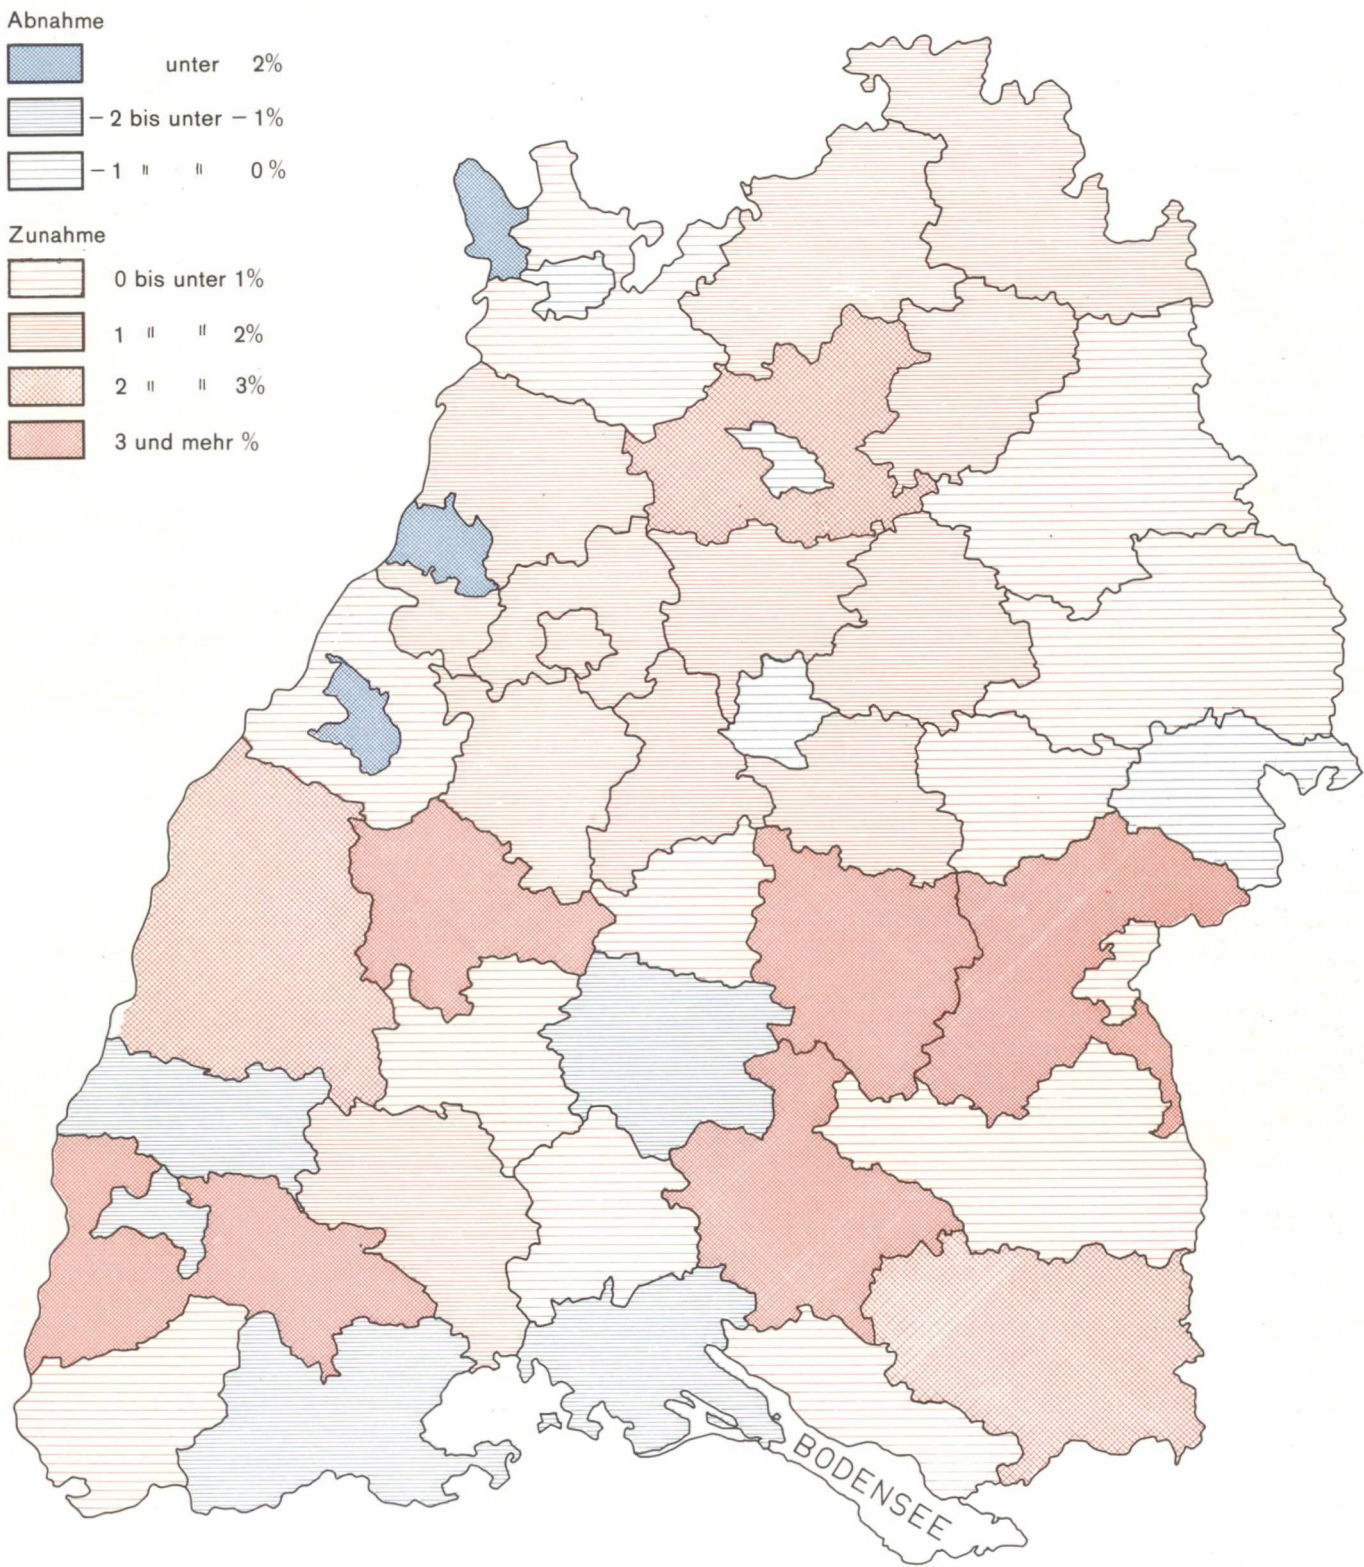 Abnahme
unter 2%
– 2 bis unter – 1%
– 1 " " 0%
Zunahme
0 bis unter 1%
1 " " 2%
2 " " 3%
3 und mehr %
BODENSEE